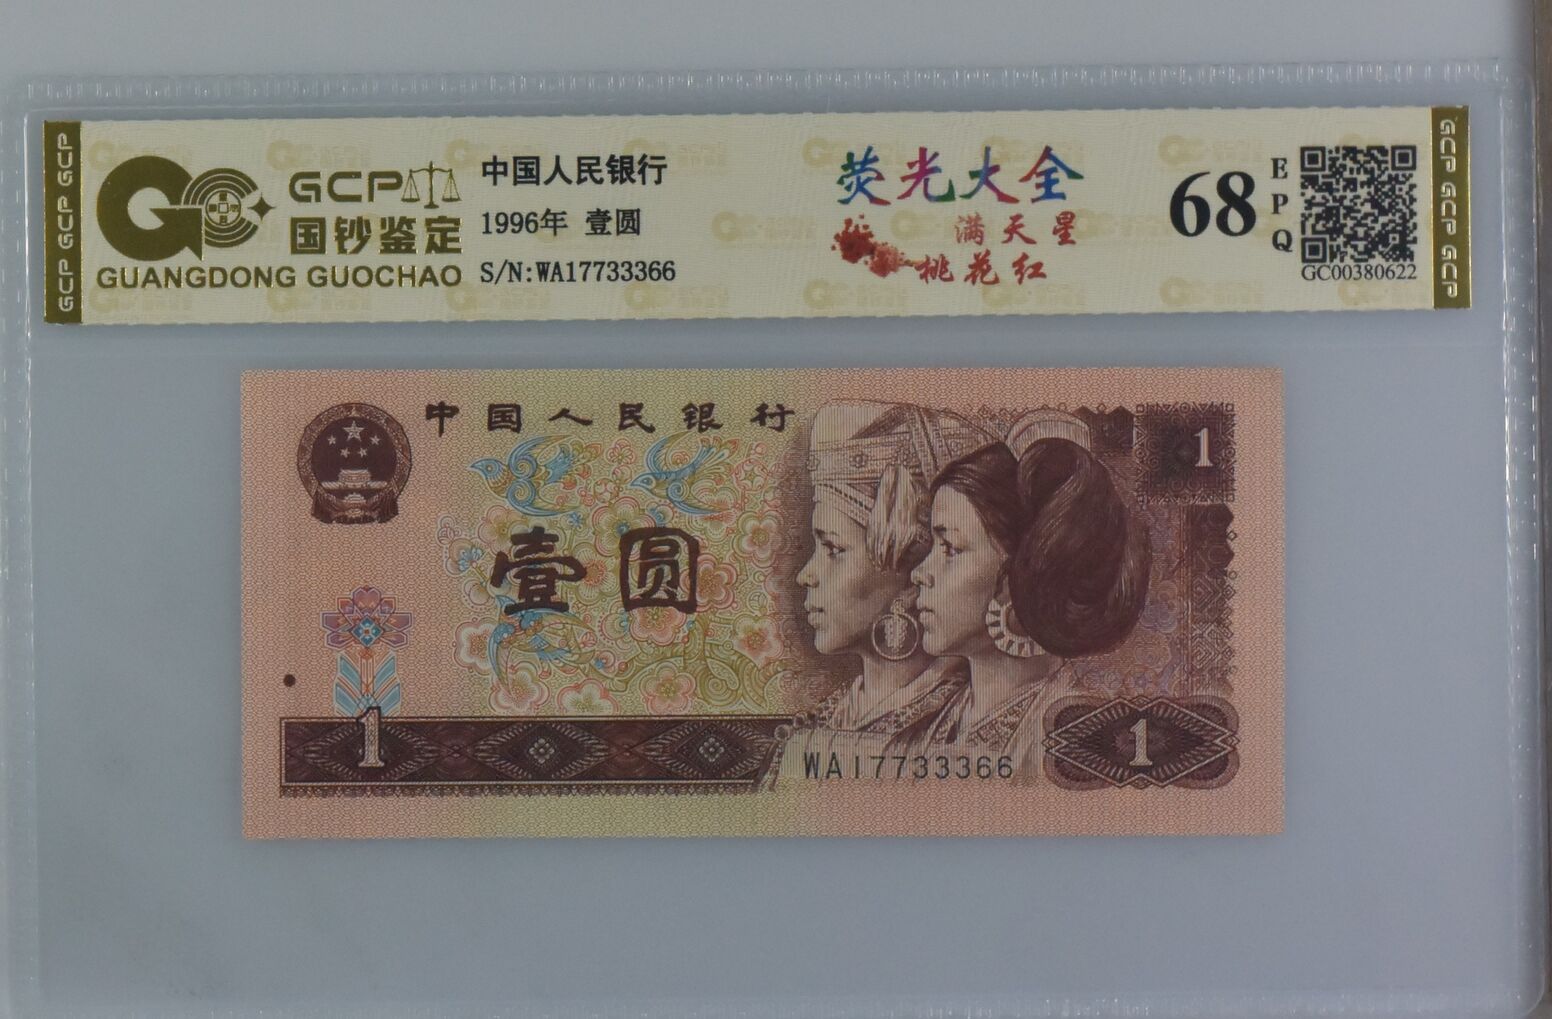 GCP
国钞鉴定
GUANGDONG GUOCHAO
中国人民银行
1996年 壹圆
S/N:WA17733366
荧光大全
满天星
桃花红
68
EPQ
GC00380622
GCP GCP GCP
GCP GCP GCP
中国人民银行
1
壹圆
1
1
WA17733366